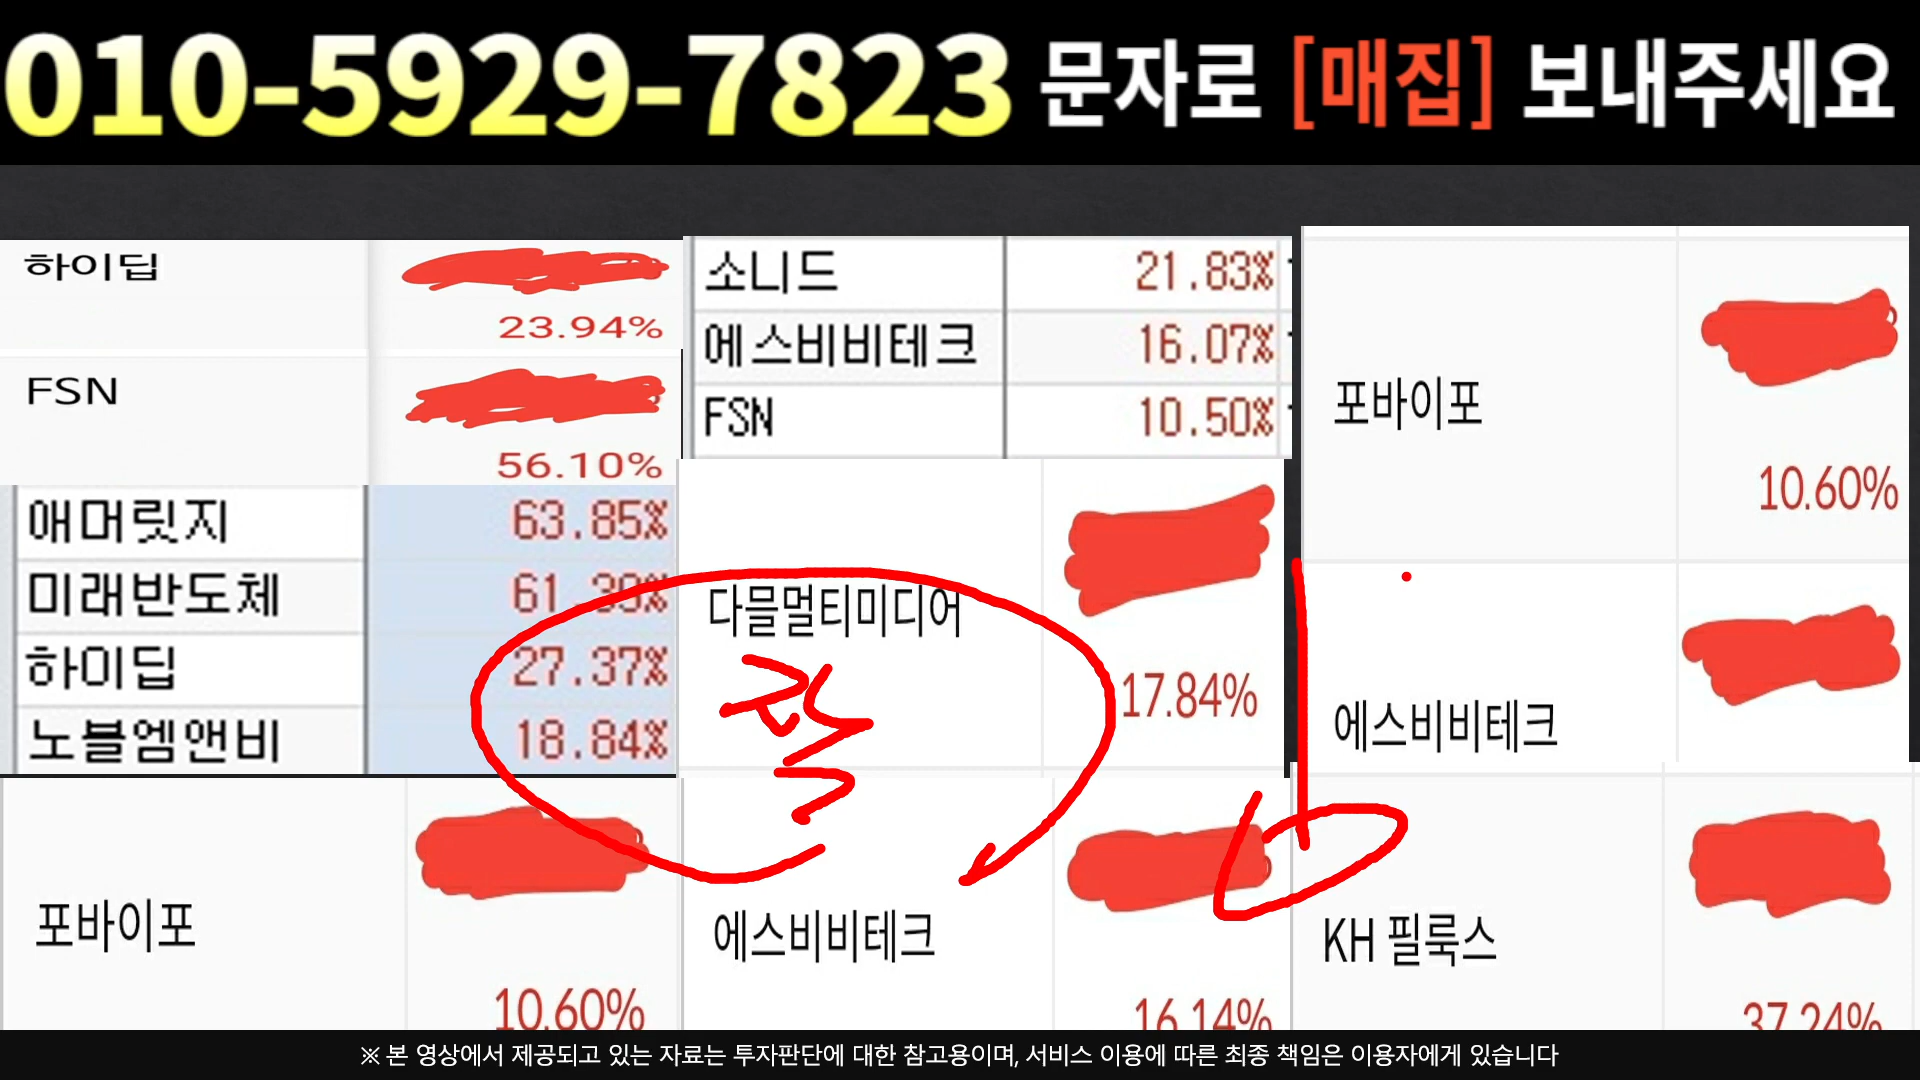 010-5929-7823 문자로 [매집] 보내주세요
하이딥
23.94%
FSN
56.10%
소니드 21.83%
에스비비테크 16.07%
FSN 10.50%
포바이포
10.60%
애머릿지 63.85%
미래반도체 61.39%
하이딥 27.37%
노블엠앤비 18.84%
다믈멀티미디어
17.84%
에스비비테크
포바이포
10.60%
에스비비테크
16.14%
KH 필룩스
37.24%
※ 본 영상에서 제공되고 있는 자료는 투자판단에 대한 참고용이며, 서비스 이용에 따른 최종 책임은 이용자에게 있습니다